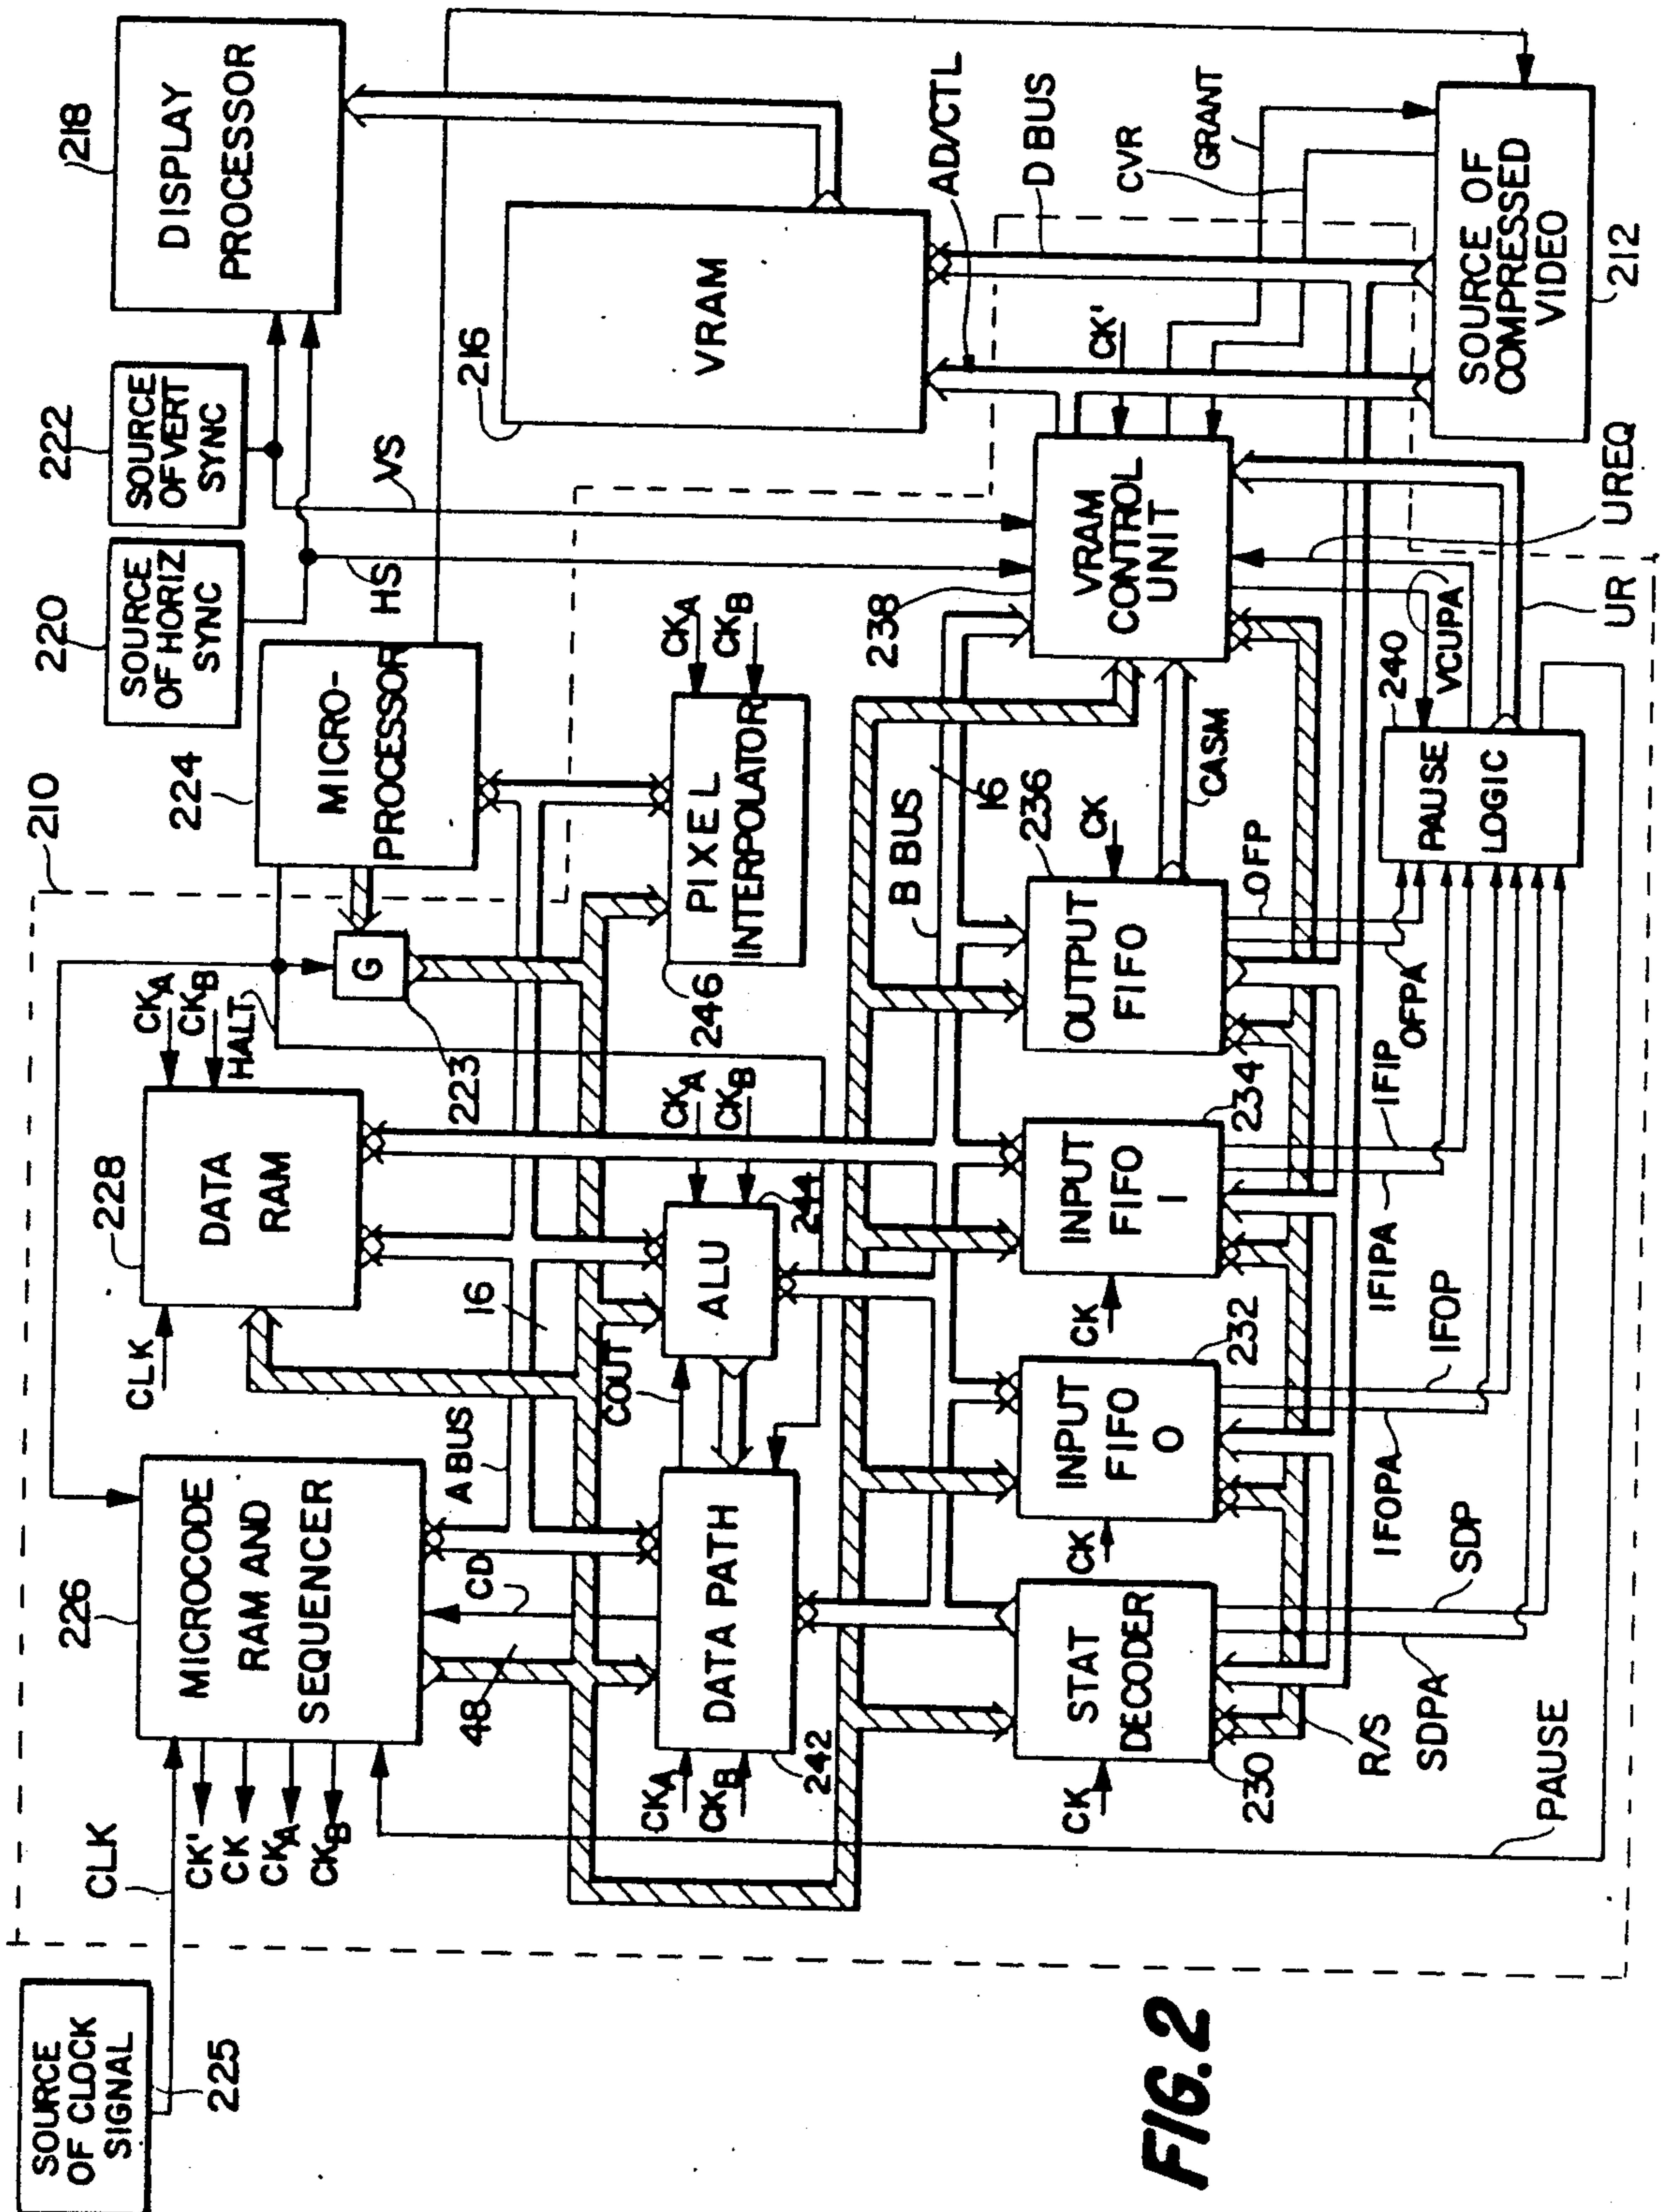 SOURCE
OF CLOCK
SIGNAL
225
CLK
210
226
MICROCODE
RAM AND
SEQUENCER
CK'
CK
CKA
CKB
228
DATA
RAM
CLK
CKA
CKB
HALT
G
223
224
MICRO-
PROCESSOR
220
SOURCE
OF HORIZ
SYNC
222
SOURCE
OF VERT
SYNC
218
DISPLAY
PROCESSOR
HS
VS
216
VRAM
A BUS
16
CD
48
DATA PATH
242
CKA
CKB
COUT
ALU
244
CKA
CKB
PIXEL
INTERPOLATOR
246
CKA
CKB
B BUS
16
STAT
DECODER
230
CK
INPUT
FIFO
0
232
CK
INPUT
FIFO
1
234
CK
OUTPUT
FIFO
236
CK
CASM
VRAM
CONTROL
UNIT
238
CK'
AD/CTL
D BUS
CVR
GRANT
SOURCE OF
COMPRESSED
VIDEO
212
R/S
SDPA
SDP
IFOPA
IFOP
IFIPA
IFIP
OFPA
OFP
PAUSE
LOGIC
240
VCUPA
UR
UREQ
PAUSE
FIG. 2